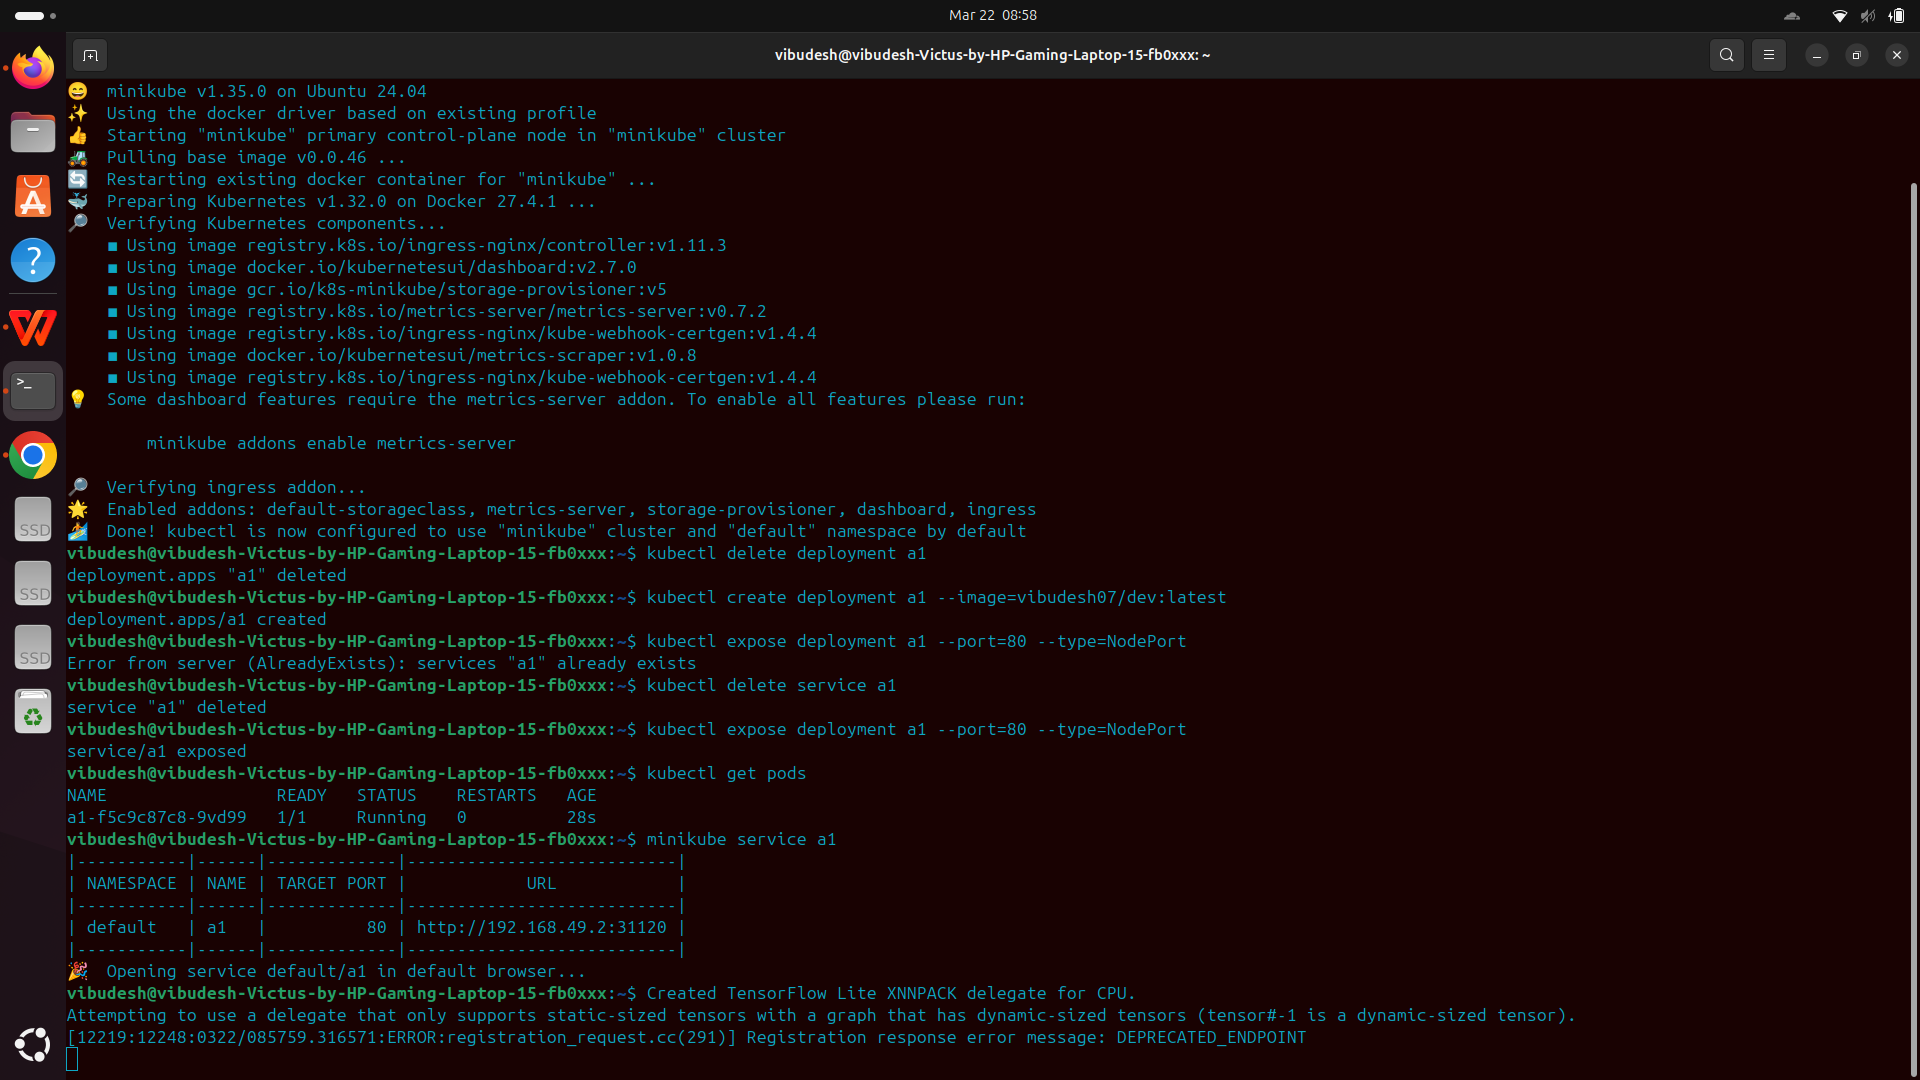 Mar 22 08:58
vibudesh@vibudesh-Victus-by-HP-Gaming-Laptop-15-fb0xxx: ~
minikube v1.35.0 on Ubuntu 24.04
Using the docker driver based on existing profile
Starting "minikube" primary control-plane node in "minikube" cluster
Pulling base image v0.0.46 ...
Restarting existing docker container for "minikube" ...
Preparing Kubernetes v1.32.0 on Docker 27.4.1 ...
Verifying Kubernetes components...
■ Using image registry.k8s.io/ingress-nginx/controller:v1.11.3
■ Using image docker.io/kubernetesui/dashboard:v2.7.0
■ Using image gcr.io/k8s-minikube/storage-provisioner:v5
■ Using image registry.k8s.io/metrics-server/metrics-server:v0.7.2
■ Using image registry.k8s.io/ingress-nginx/kube-webhook-certgen:v1.4.4
■ Using image docker.io/kubernetesui/metrics-scraper:v1.0.8
■ Using image registry.k8s.io/ingress-nginx/kube-webhook-certgen:v1.4.4
Some dashboard features require the metrics-server addon. To enable all features please run:
minikube addons enable metrics-server
Verifying ingress addon...
Enabled addons: default-storageclass, metrics-server, storage-provisioner, dashboard, ingress
Done! kubectl is now configured to use "minikube" cluster and "default" namespace by default
vibudesh@vibudesh-Victus-by-HP-Gaming-Laptop-15-fb0xxx:~$ kubectl delete deployment a1
deployment.apps "a1" deleted
vibudesh@vibudesh-Victus-by-HP-Gaming-Laptop-15-fb0xxx:~$ kubectl create deployment a1 --image=vibudesh07/dev:latest
deployment.apps/a1 created
vibudesh@vibudesh-Victus-by-HP-Gaming-Laptop-15-fb0xxx:~$ kubectl expose deployment a1 --port=80 --type=NodePort
Error from server (AlreadyExists): services "a1" already exists
vibudesh@vibudesh-Victus-by-HP-Gaming-Laptop-15-fb0xxx:~$ kubectl delete service a1
service "a1" deleted
vibudesh@vibudesh-Victus-by-HP-Gaming-Laptop-15-fb0xxx:~$ kubectl expose deployment a1 --port=80 --type=NodePort
service/a1 exposed
vibudesh@vibudesh-Victus-by-HP-Gaming-Laptop-15-fb0xxx:~$ kubectl get pods
NAME READY STATUS RESTARTS AGE
a1-f5c9c87c8-9vd99 1/1 Running 0 28s
vibudesh@vibudesh-Victus-by-HP-Gaming-Laptop-15-fb0xxx:~$ minikube service a1
|-----------|------|-------------|---------------------------|
| NAMESPACE | NAME | TARGET PORT | URL |
|-----------|------|-------------|---------------------------|
| default | a1 | 80 | http://192.168.49.2:31120 |
|-----------|------|-------------|---------------------------|
Opening service default/a1 in default browser...
vibudesh@vibudesh-Victus-by-HP-Gaming-Laptop-15-fb0xxx:~$ Created TensorFlow Lite XNNPACK delegate for CPU.
Attempting to use a delegate that only supports static-sized tensors with a graph that has dynamic-sized tensors (tensor#-1 is a dynamic-sized tensor).
[12219:12248:0322/085759.316571:ERROR:registration_request.cc(291)] Registration response error message: DEPRECATED_ENDPOINT
SSD
SSD
SSD